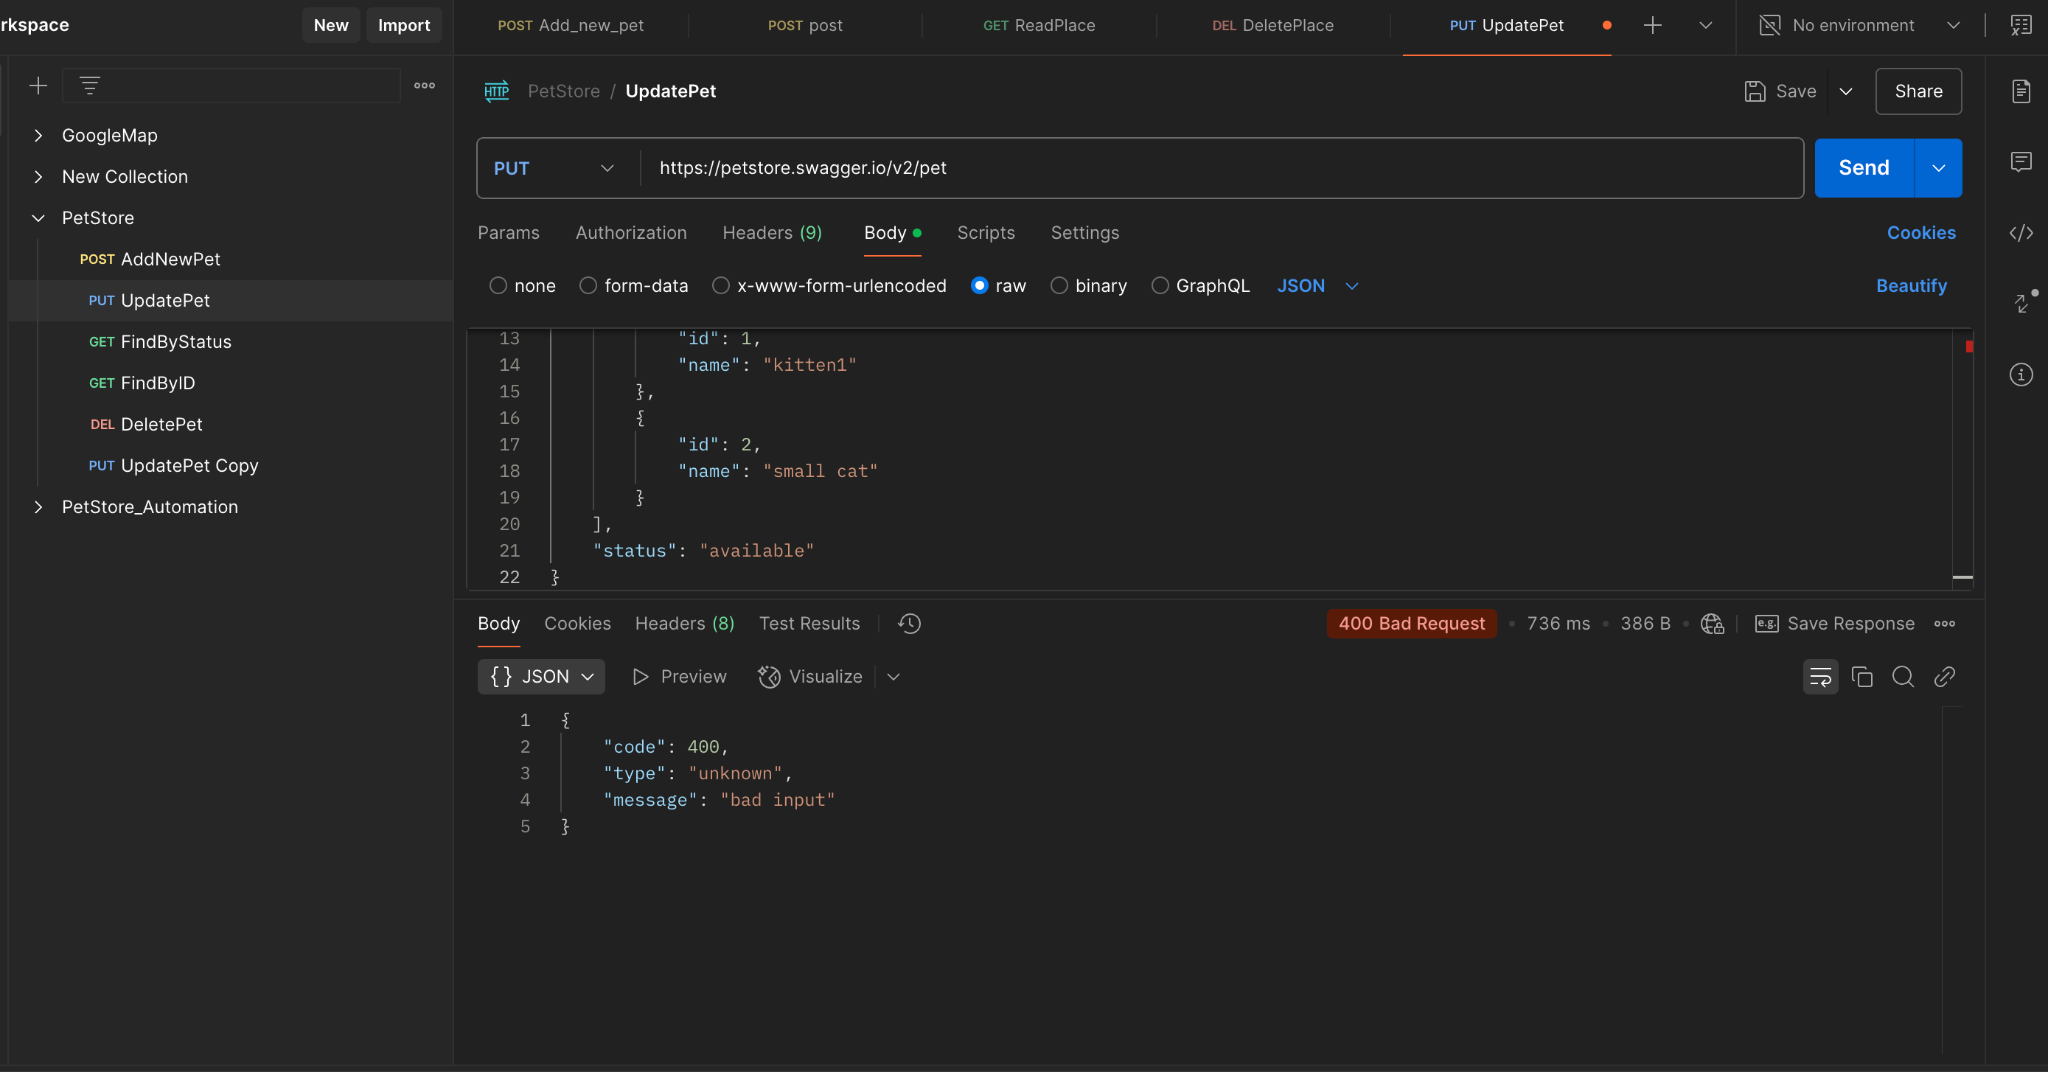 rkspace
New Import
POST Add_new_pet
POST post
GET ReadPlace
DEL DeletePlace
PUT UpdatePet
No environment
GoogleMap
New Collection
PetStore
POST AddNewPet
PUT UpdatePet
GET FindByStatus
GET FindByID
DEL DeletePet
PUT UpdatePet Copy
PetStore_Automation
HTTP PetStore / UpdatePet
Save
Share
PUT https://petstore.swagger.io/v2/pet
Send
Params Authorization Headers (9) Body Scripts Settings
Cookies
none form-data x-www-form-urlencoded raw binary GraphQL JSON
Beautify
13 "id": 1,
14 "name": "kitten1"
15 },
16 {
17 "id": 2,
18 "name": "small cat"
19 }
20 ],
21 "status": "available"
22 }
Body Cookies Headers (8) Test Results
400 Bad Request • 736 ms • 386 B •
e.g. Save Response
{} JSON Preview Visualize
1 {
2 "code": 400,
3 "type": "unknown",
4 "message": "bad input"
5 }